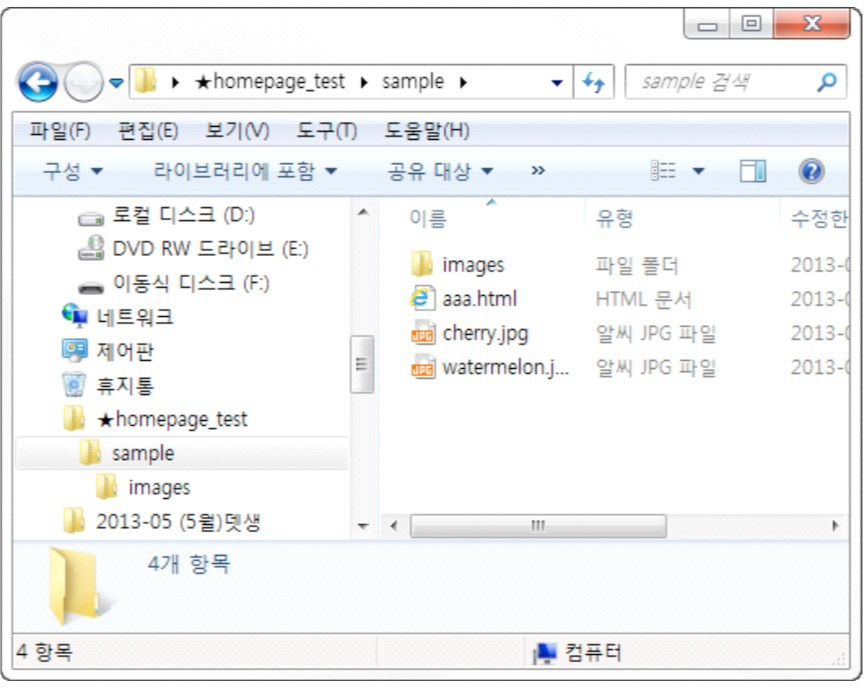 ★homepage_test sample sample 검색
파일(F) 편집(E) 보기(V) 도구(T) 도움말(H)
구성 라이브러리에 포함 공유 대상 »
로컬 디스크 (D:)
DVD RW 드라이브 (E:)
이동식 디스크 (F:)
네트워크
제어판
휴지통
★homepage_test
sample
images
2013-05 (5월)뎃생
이름 유형 수정한
images 파일 폴더 2013-0
aaa.html HTML 문서 2013-0
cherry.jpg 알씨 JPG 파일 2013-0
watermelon.j... 알씨 JPG 파일 2013-0
4개 항목
4 항목 컴퓨터